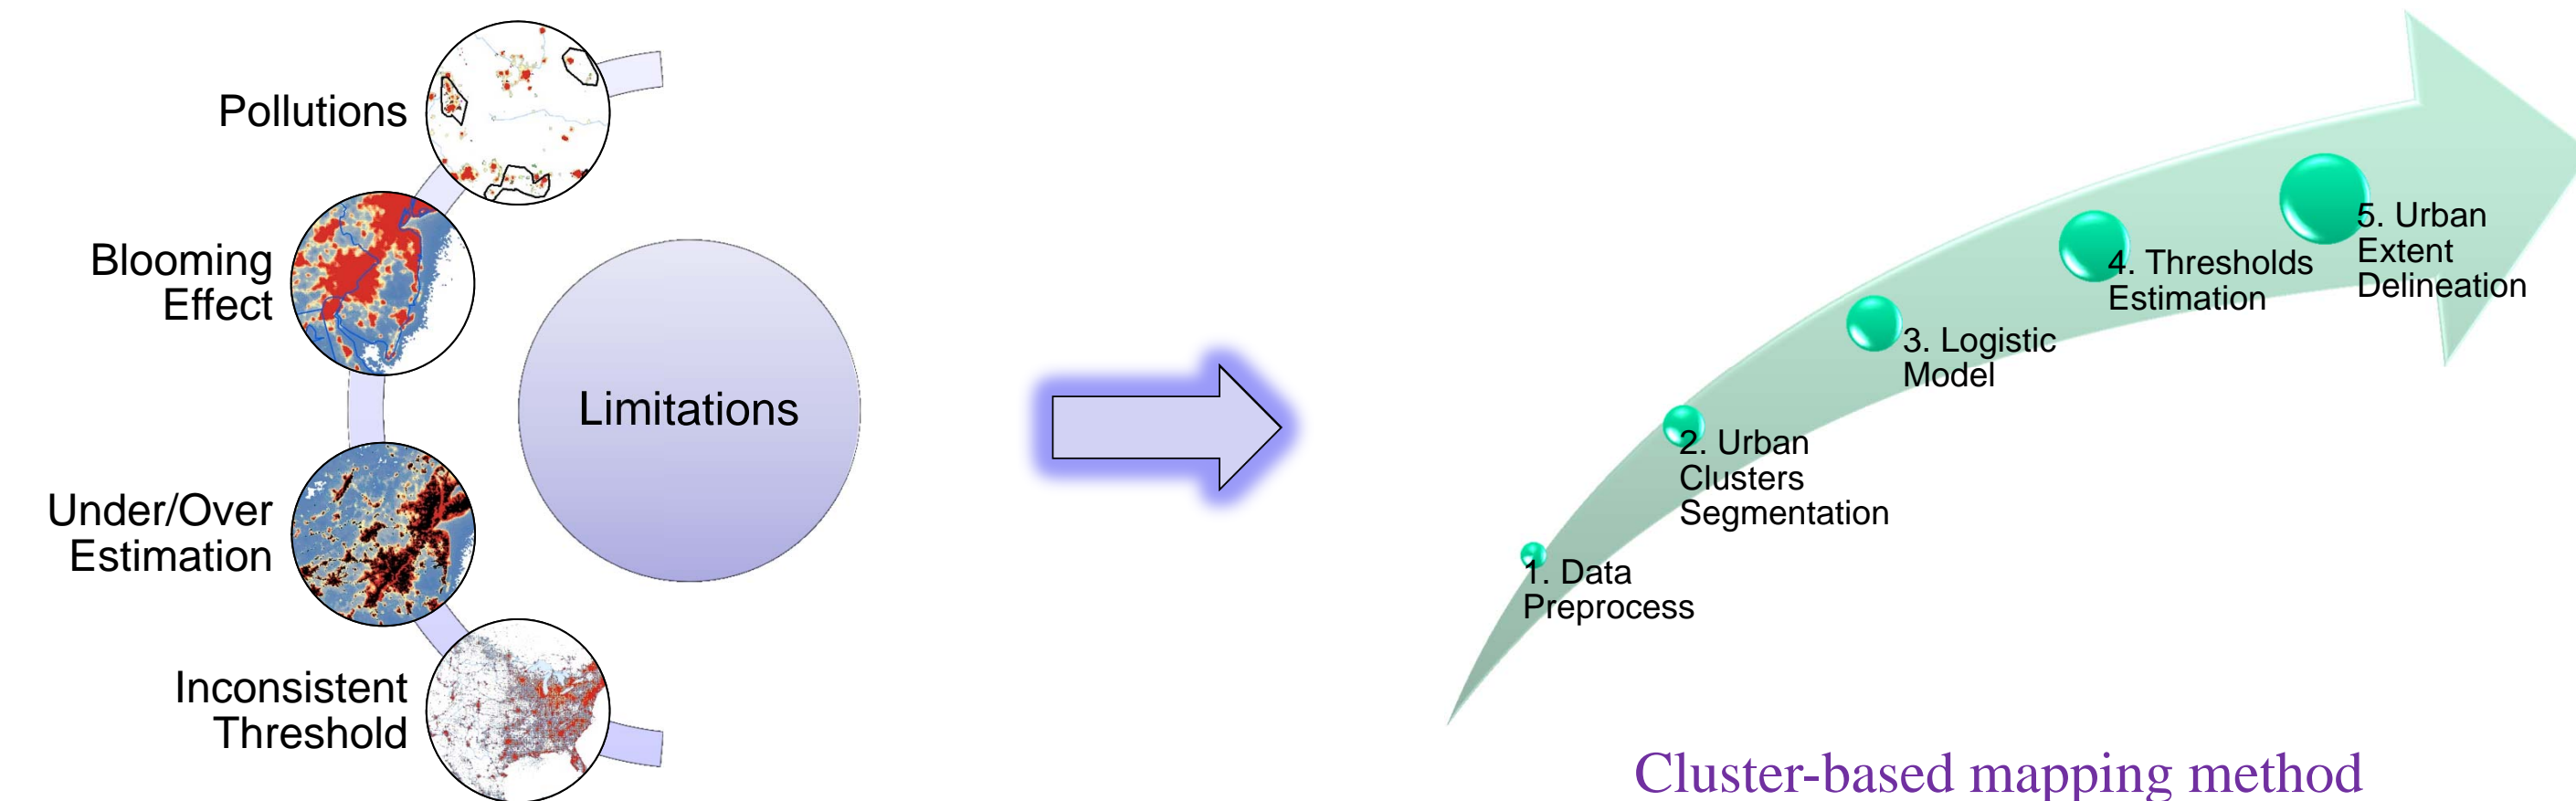 Pollutions
Blooming
Effect
Under/Over
Estimation
Inconsistent
Threshold
Limitations
1. Data
Preprocess
2. Urban
Clusters
Segmentation
3. Logistic
Model
4. Thresholds
Estimation
5. Urban
Extent
Delineation
Cluster-based mapping method